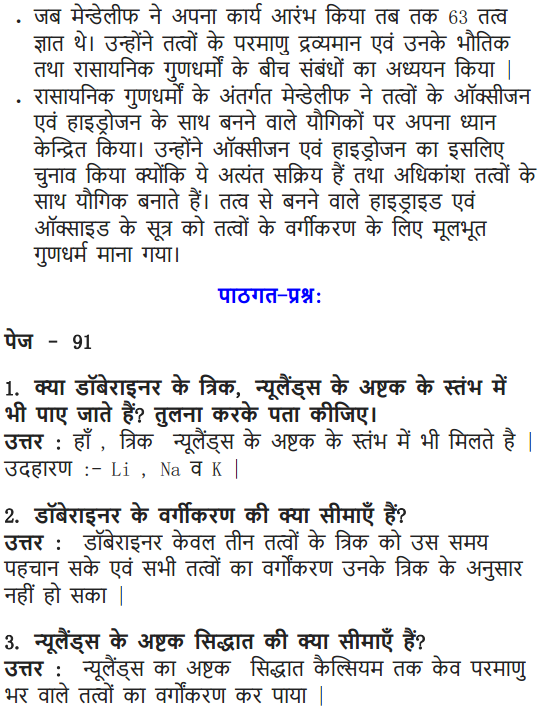 • जब मेन्डेलीफ ने अपना कार्य आरंभ किया तब तक 63 तत्व
ज्ञात थे। उन्होंने तत्वों के परमाणु द्रव्यमान एवं उनके भौतिक
तथा रासायनिक गुणधर्मों के बीच संबंधों का अध्ययन किया |
• रासायनिक गुणधर्मों के अंतर्गत मेन्डेलीफ ने तत्वों के ऑक्सीजन
एवं हाइड्रोजन के साथ बनने वाले यौगिकों पर अपना ध्यान
केन्द्रित किया। उन्होंने ऑक्सीजन एवं हाइड्रोजन का इसलिए
चुनाव किया क्योंकि ये अत्यंत सक्रिय हैं तथा अधिकांश तत्वों के
साथ यौगिक बनाते हैं। तत्व से बनने वाले हाइड्राइड एवं
ऑक्साइड के सूत्र को तत्वों के वर्गीकरण के लिए मूलभूत
गुणधर्म माना गया।
पाठगत-प्रश्न:
पेज - 91
1. क्या डॉबेराइनर के त्रिक, न्यूलैंड्स के अष्टक के स्तंभ में
भी पाए जाते हैं? तुलना करके पता कीजिए।
उत्तर : हाँ , त्रिक न्यूलैंड्स के अष्टक के स्तंभ में भी मिलते है |
उदहारण :- Li , Na व K |
2. डॉबेराइनर के वर्गीकरण की क्या सीमाएँ हैं?
उत्तर : डॉबेराइनर केवल तीन तत्वों के त्रिक को उस समय
पहचान सके एवं सभी तत्वों का वर्गोंकरण उनके त्रिक के अनुसार
नहीं हो सका |
3. न्यूलैंड्स के अष्टक सिद्धात की क्या सीमाएँ हैं?
उत्तर : न्यूलैंड्स का अष्टक सिद्धात कैल्सियम तक केव परमाणु
भर वाले तत्वों का वर्गोंकरण कर पाया |